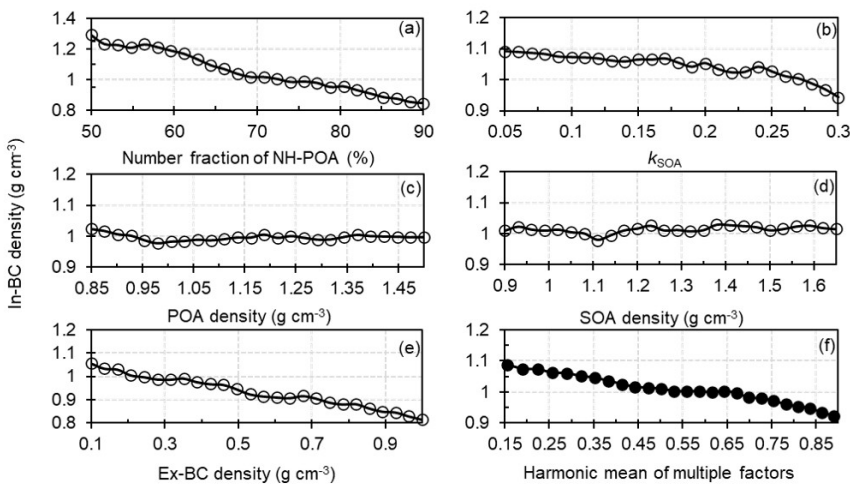 In-BC density (g cm⁻³)
(a)
1.4
1.2
1
0.8
50 60 70 80 90
Number fraction of NH-POA (%)
(b)
1.2
1.1
1
0.9
0.05 0.1 0.15 0.2 0.25 0.3
kSOA
(c)
1.2
1.1
1
0.9
0.85 0.95 1.05 1.15 1.25 1.35 1.45
POA density (g cm⁻³)
(d)
1.2
1.1
1
0.9
0.9 1 1.1 1.2 1.3 1.4 1.5 1.6
SOA density (g cm⁻³)
(e)
1.2
1.1
1
0.9
0.8
0.1 0.3 0.5 0.7 0.9
Ex-BC density (g cm⁻³)
(f)
1.2
1.1
1
0.9
0.15 0.25 0.35 0.45 0.55 0.65 0.75 0.85
Harmonic mean of multiple factors